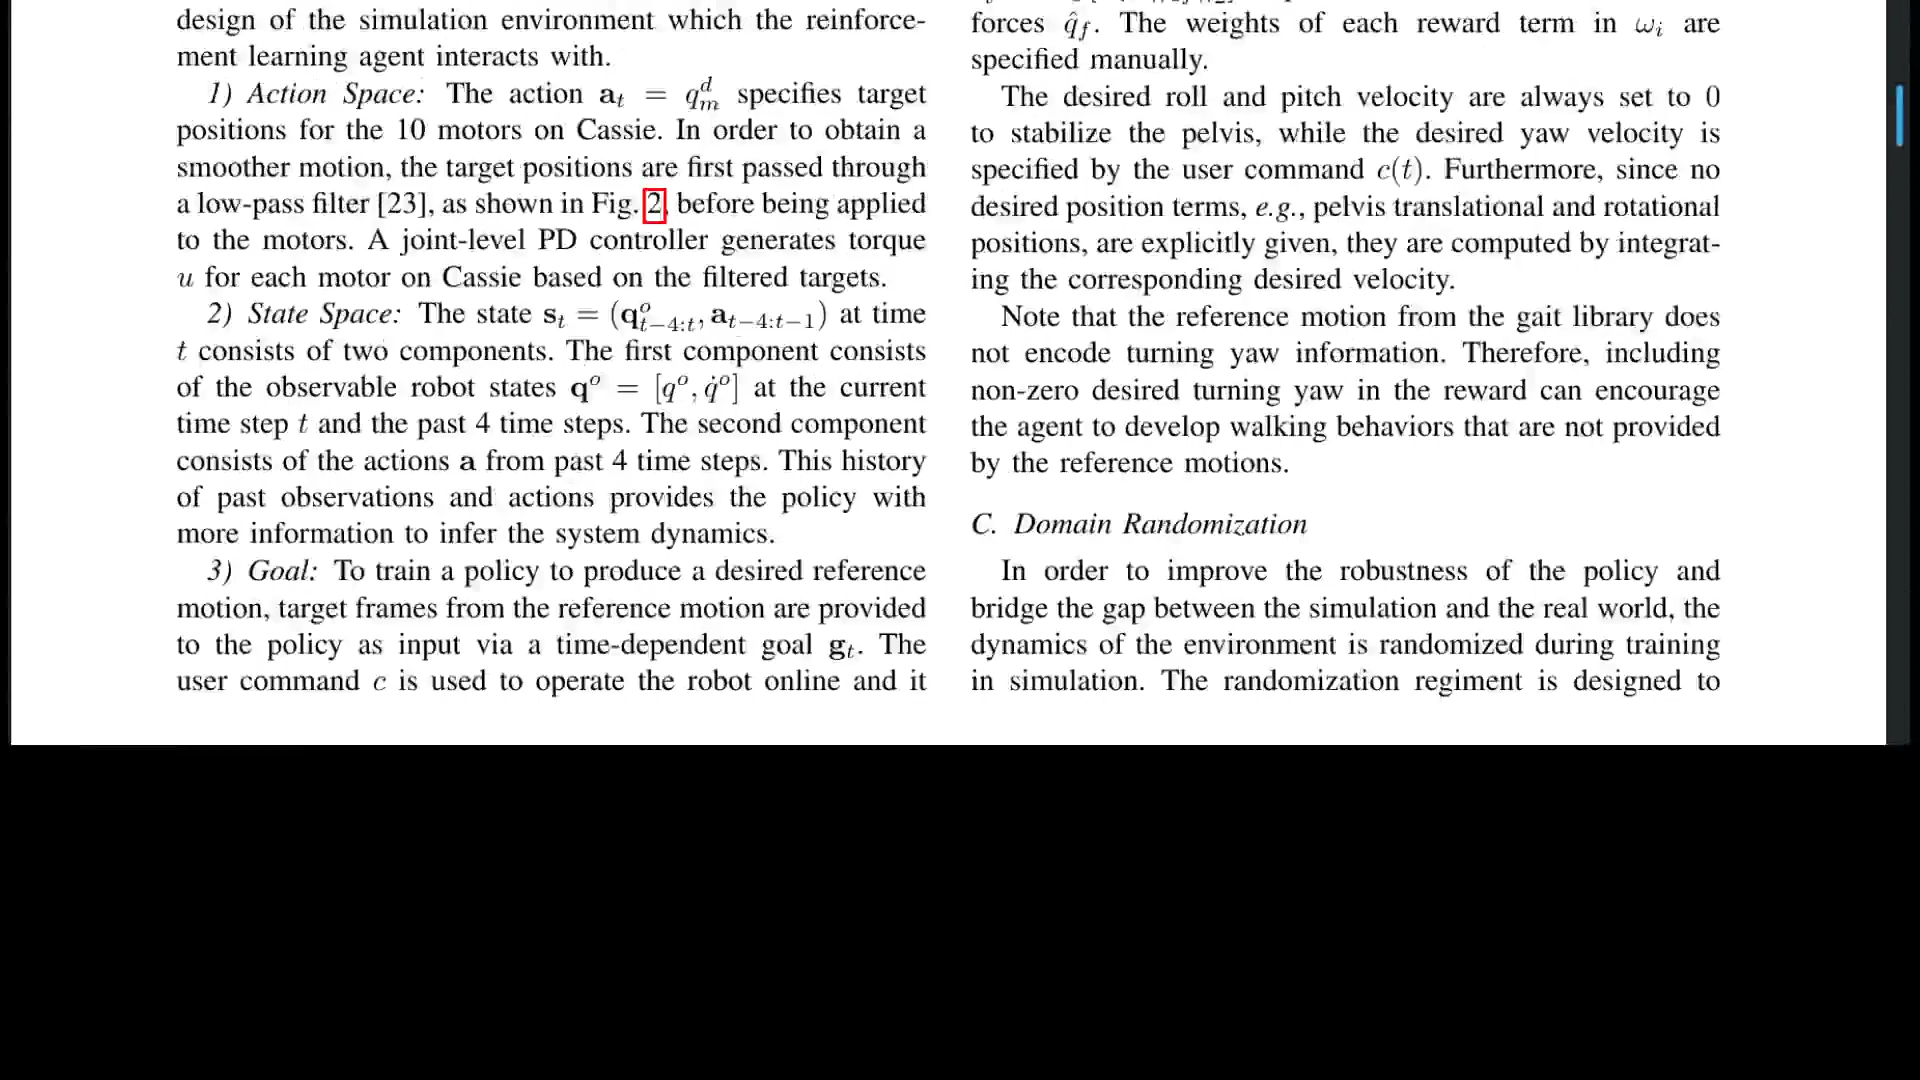 design of the simulation environment which the reinforce-
ment learning agent interacts with.
1) Action Space: The action aₜ = qᵈₘ specifies target
positions for the 10 motors on Cassie. In order to obtain a
smoother motion, the target positions are first passed through
a low-pass filter [23], as shown in Fig. 2, before being applied
to the motors. A joint-level PD controller generates torque
u for each motor on Cassie based on the filtered targets.
2) State Space: The state sₜ = (qᵒₜ₋₄:ₜ, aₜ₋₄:ₜ₋₁) at time
t consists of two components. The first component consists
of the observable robot states qᵒ = [qᵒ, q̇ᵒ] at the current
time step t and the past 4 time steps. The second component
consists of the actions a from past 4 time steps. This history
of past observations and actions provides the policy with
more information to infer the system dynamics.
3) Goal: To train a policy to produce a desired reference
motion, target frames from the reference motion are provided
to the policy as input via a time-dependent goal gₜ. The
user command c is used to operate the robot online and it
forces q̂_f. The weights of each reward term in ωᵢ are
specified manually.
The desired roll and pitch velocity are always set to 0
to stabilize the pelvis, while the desired yaw velocity is
specified by the user command c(t). Furthermore, since no
desired position terms, e.g., pelvis translational and rotational
positions, are explicitly given, they are computed by integrat-
ing the corresponding desired velocity.
Note that the reference motion from the gait library does
not encode turning yaw information. Therefore, including
non-zero desired turning yaw in the reward can encourage
the agent to develop walking behaviors that are not provided
by the reference motions.
C. Domain Randomization
In order to improve the robustness of the policy and
bridge the gap between the simulation and the real world, the
dynamics of the environment is randomized during training
in simulation. The randomization regiment is designed to